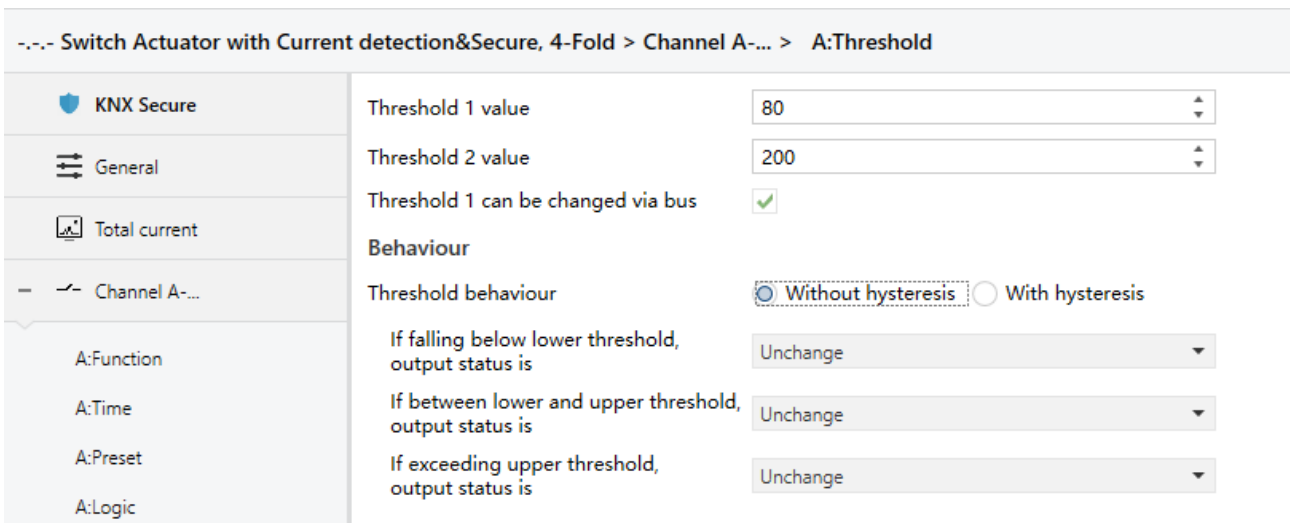 -.-.- Switch Actuator with Current detection&Secure, 4-Fold > Channel A-... > A:Threshold
KNX Secure
General
Total current
Channel A-...
A:Function
A:Time
A:Preset
A:Logic
Threshold 1 value
80
Threshold 2 value
200
Threshold 1 can be changed via bus
Behaviour
Threshold behaviour
Without hysteresis
With hysteresis
If falling below lower threshold,
output status is
Unchange
If between lower and upper threshold,
output status is
Unchange
If exceeding upper threshold,
output status is
Unchange